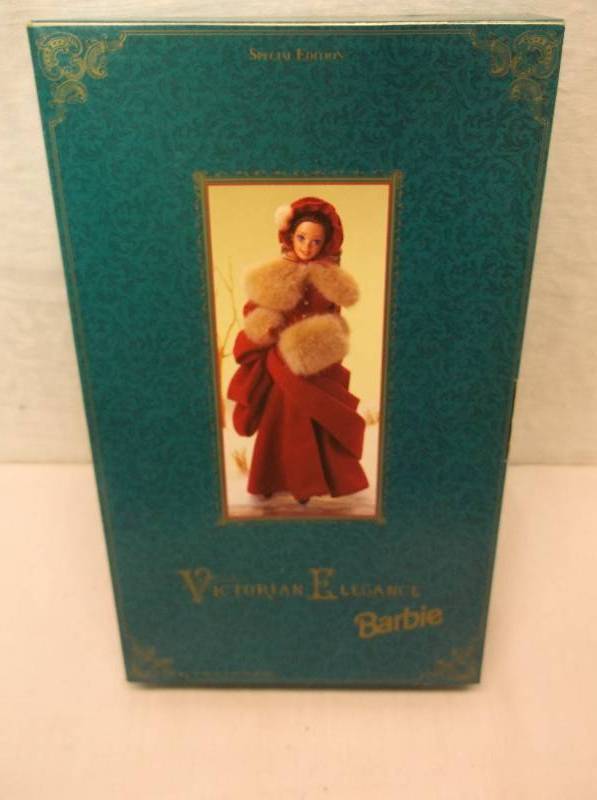 Special Edition
Victorian Elegance
Barbie